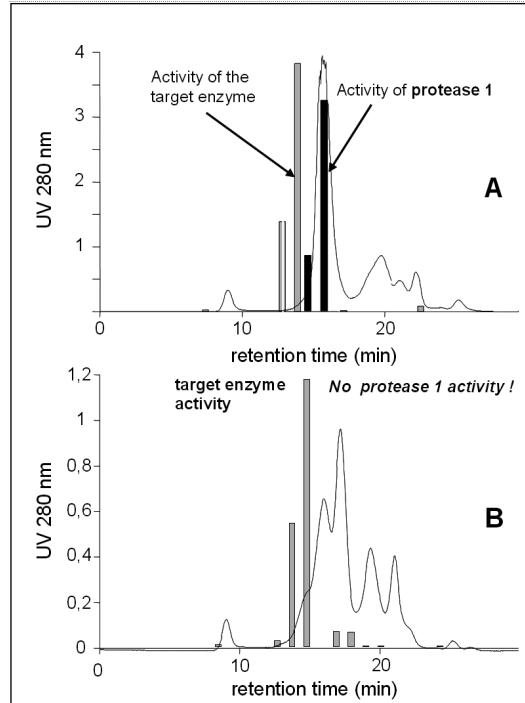 4
Activity of the
target enzyme
Activity of protease 1
3
UV 280 nm
2
A
1
0
10
20
retention time (min)
1,2
target enzyme
activity
No protease 1 activity !
1
0,8
UV 280 nm
0,6
B
0,4
0,2
0
0
10
20
retention time (min)